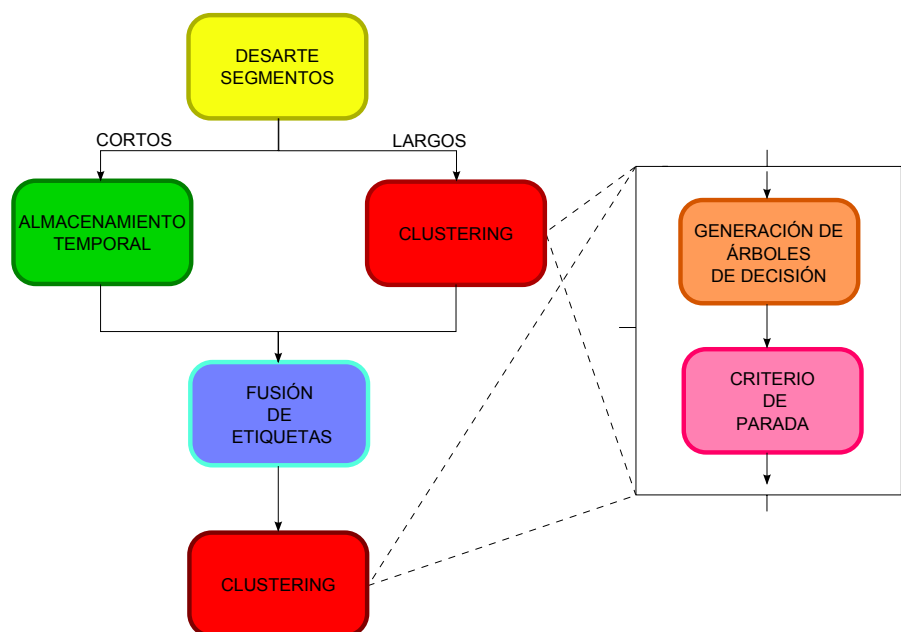 DESARTE
SEGMENTOS
CORTOS
LARGOS
ALMACENAMIENTO
TEMPORAL
CLUSTERING
GENERACIÓN DE
ÁRBOLES
DE DECISIÓN
FUSIÓN
DE
ETIQUETAS
CRITERIO
DE
PARADA
CLUSTERING